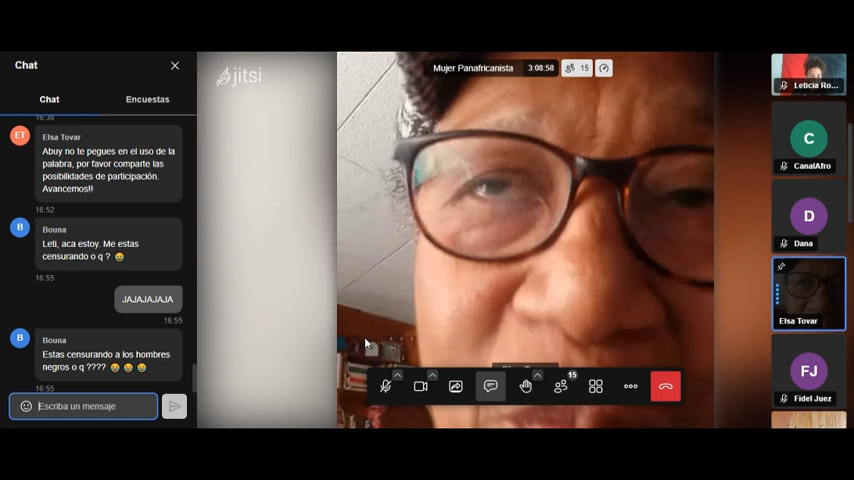 Chat
Chat
Encuestas
16:38
ET
Elsa Tovar
Abuy no te pegues en el uso de la
palabra, por favor comparte las
posibilidades de participación.
Avancemos!!
16:52
B
Bouna
Leti, aca estoy. Me estas
censurando o q ? 😂
16:55
JAJAJAJAJA
16:55
B
Bouna
Estas censurando a los hombres
negros o q ???? 😂 😂 😂
16:55
Escriba un mensaje
jitsi
Mujer Panafricanista
3:08:58
15
15
Leticia Ro...
C
CanalAfro
D
Dana
Elsa Tovar
FJ
Fidel Juez